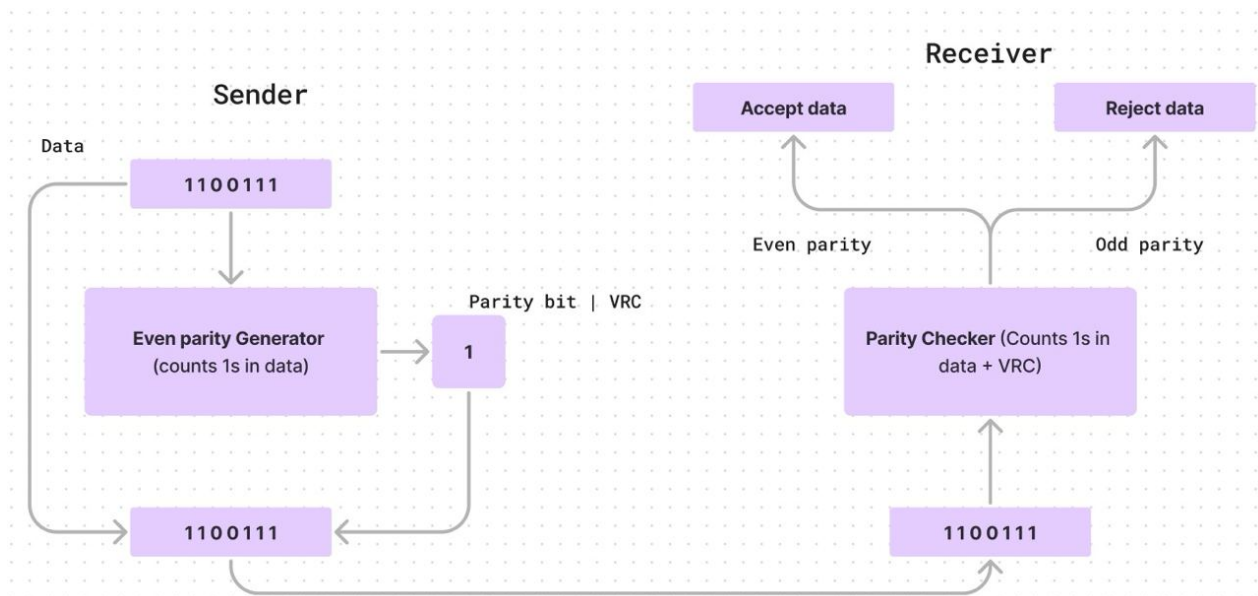 Sender
Data
1100111
Even parity Generator
(counts 1s in data)
Parity bit | VRC
1
1100111
Receiver
Accept data
Reject data
Even parity
Odd parity
Parity Checker (Counts 1s in
data + VRC)
1100111